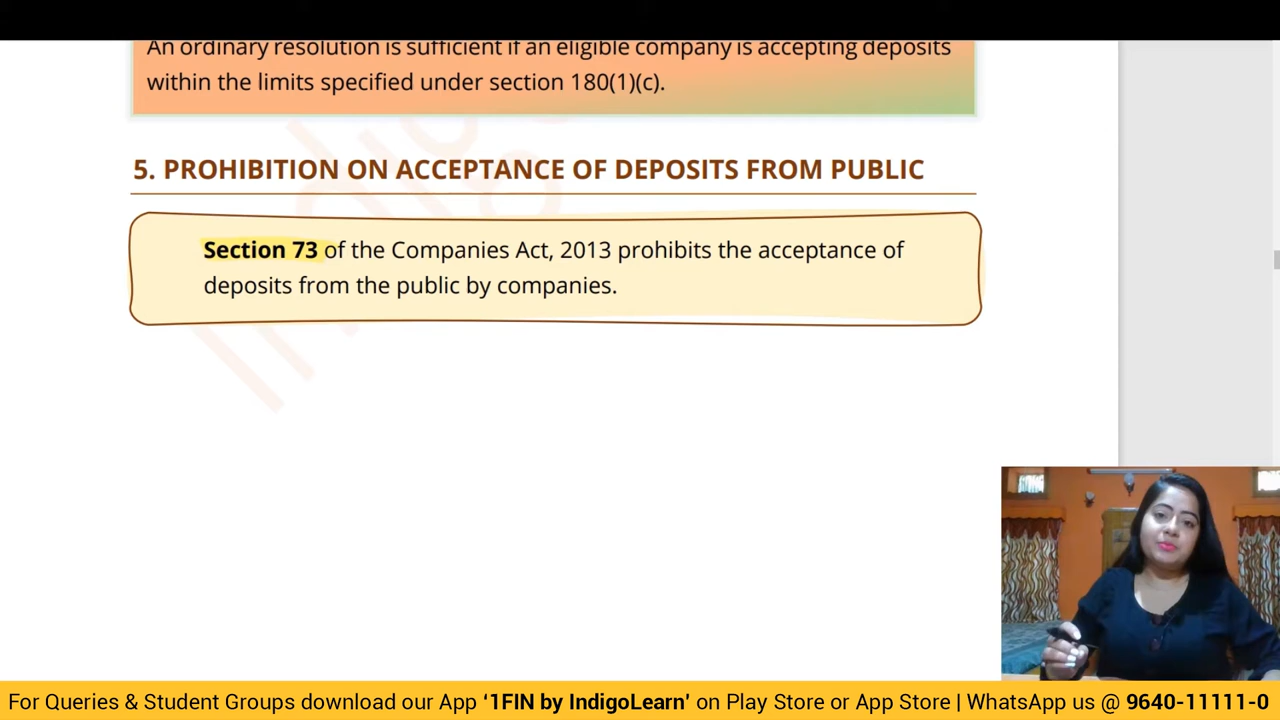 An ordinary resolution is sufficient if an eligible company is accepting deposits
within the limits specified under section 180(1)(c).
5. PROHIBITION ON ACCEPTANCE OF DEPOSITS FROM PUBLIC
Section 73 of the Companies Act, 2013 prohibits the acceptance of
deposits from the public by companies.
For Queries & Student Groups download our App ‘1FIN by IndigoLearn’ on Play Store or App Store | WhatsApp us @ 9640-11111-0